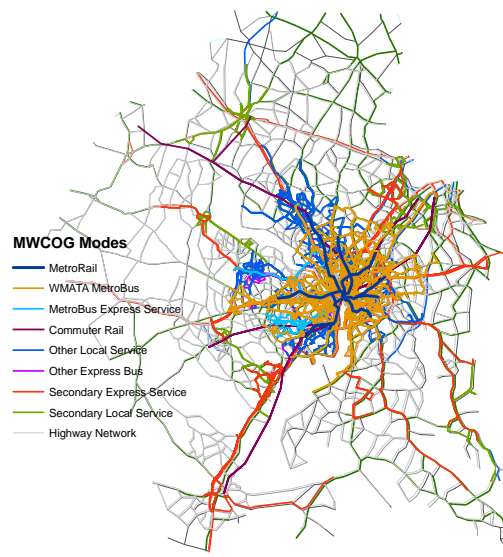 MWCOG Modes
MetroRail
WMATA MetroBus
MetroBus Express Service
Commuter Rail
Other Local Service
Other Express Bus
Secondary Express Service
Secondary Local Service
Highway Network